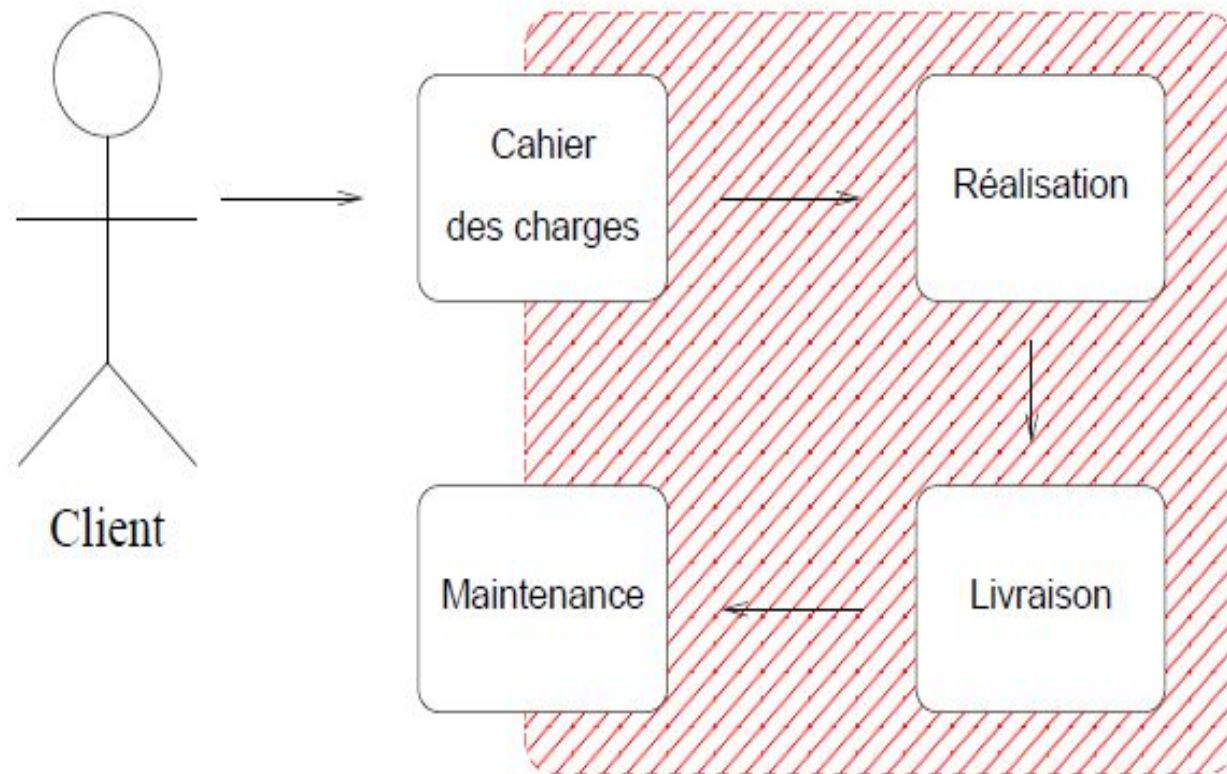 Cahier
des charges
Réalisation
Client
Maintenance
Livraison